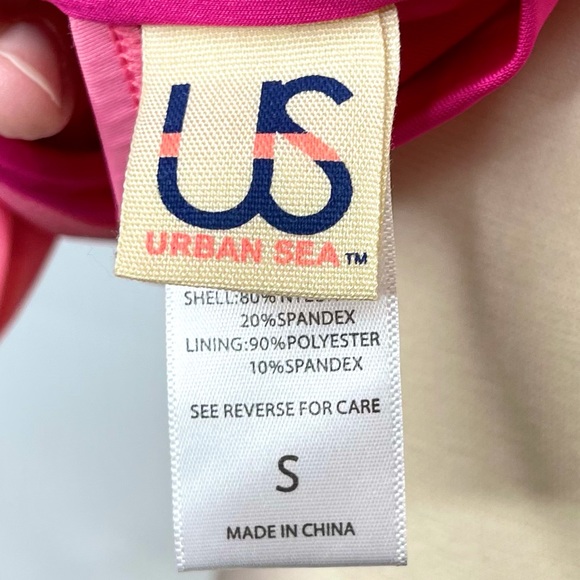 US
URBAN SEA™
SHELL:80%
20%SPANDEX
LINING:90%POLYESTER
10%SPANDEX
SEE REVERSE FOR CARE
S
MADE IN CHINA